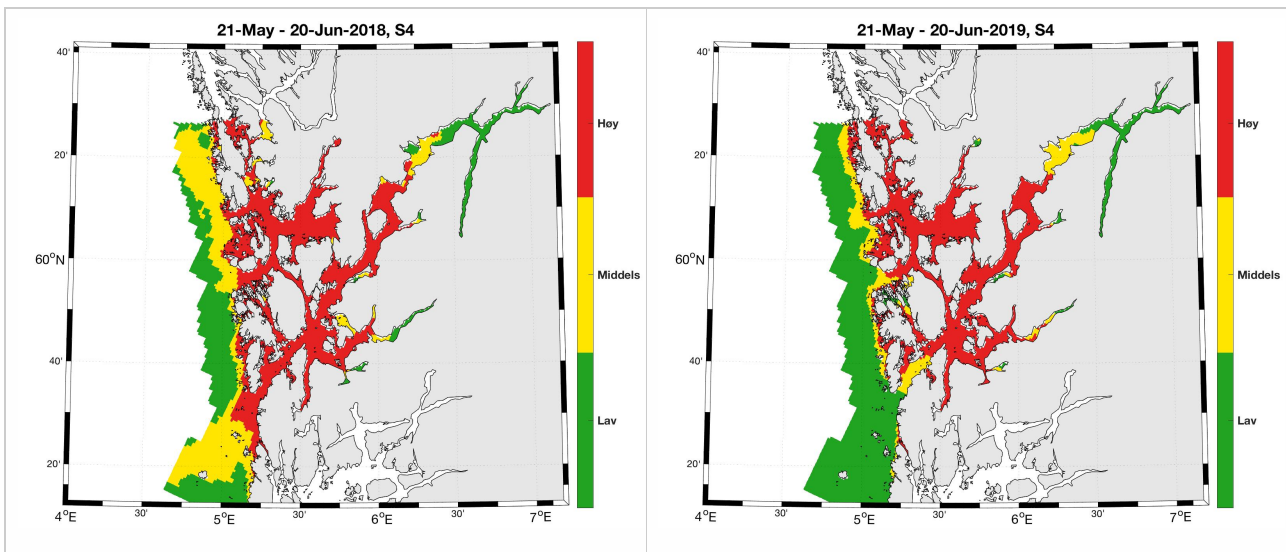 21-May - 20-Jun-2018, S4
40'
20'
60°N
40'
20'
4°E
30'
5°E
30'
6°E
30'
7°E
Høy
Middels
Lav
21-May - 20-Jun-2019, S4
40'
20'
60°N
40'
20'
4°E
30'
5°E
30'
6°E
30'
7°E
Høy
Middels
Lav